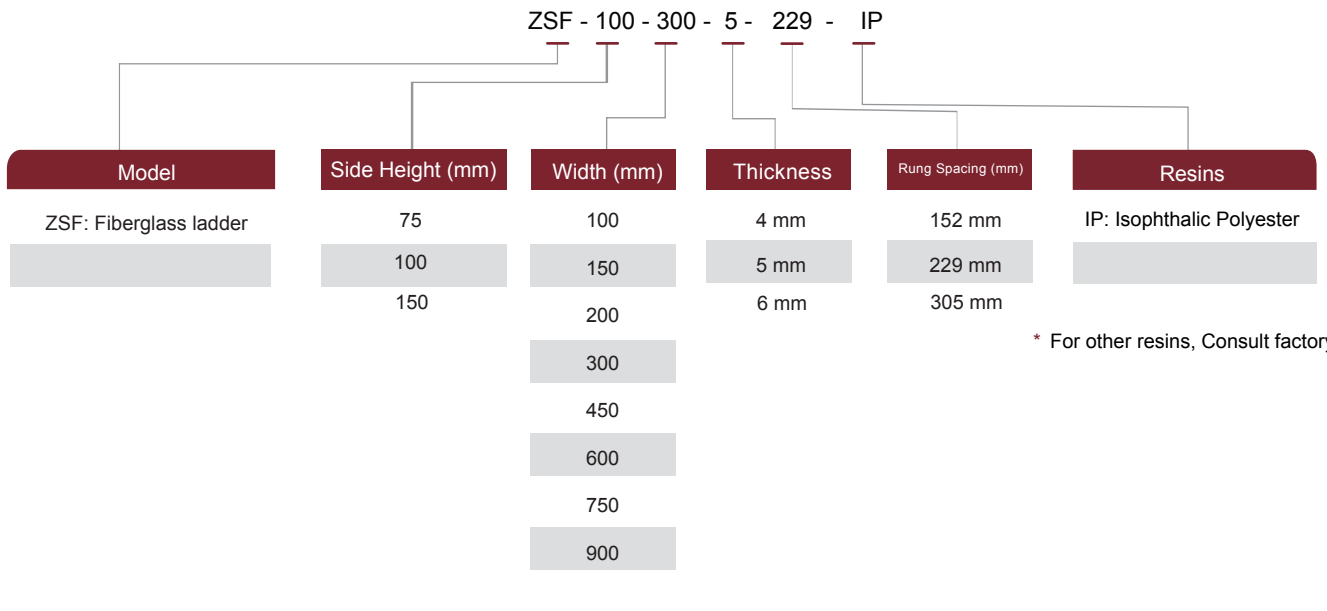 ZSF - 100 - 300 - 5 - 229 - IP
Model
ZSF: Fiberglass ladder
Side Height (mm)
75
100
150
Width (mm)
100
150
200
300
450
600
750
900
Thickness
4 mm
5 mm
6 mm
Rung Spacing (mm)
152 mm
229 mm
305 mm
Resins
IP: Isophthalic Polyester
* For other resins, Consult factory